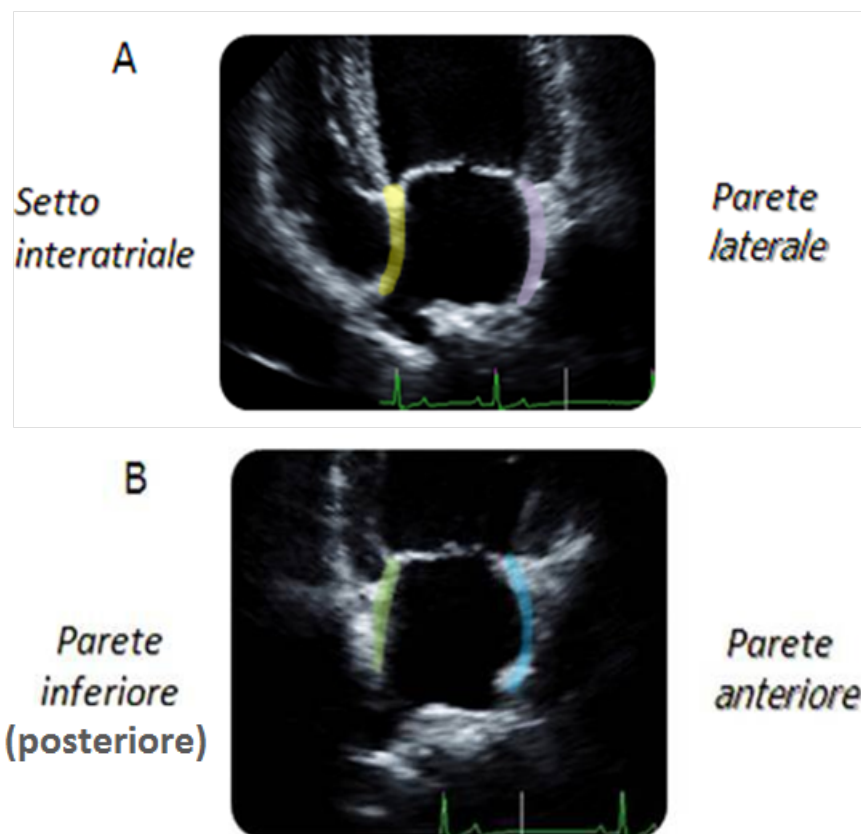 A
Setto
interatriale
Parete
laterale
B
Parete
inferiore
(posteriore)
Parete
anteriore